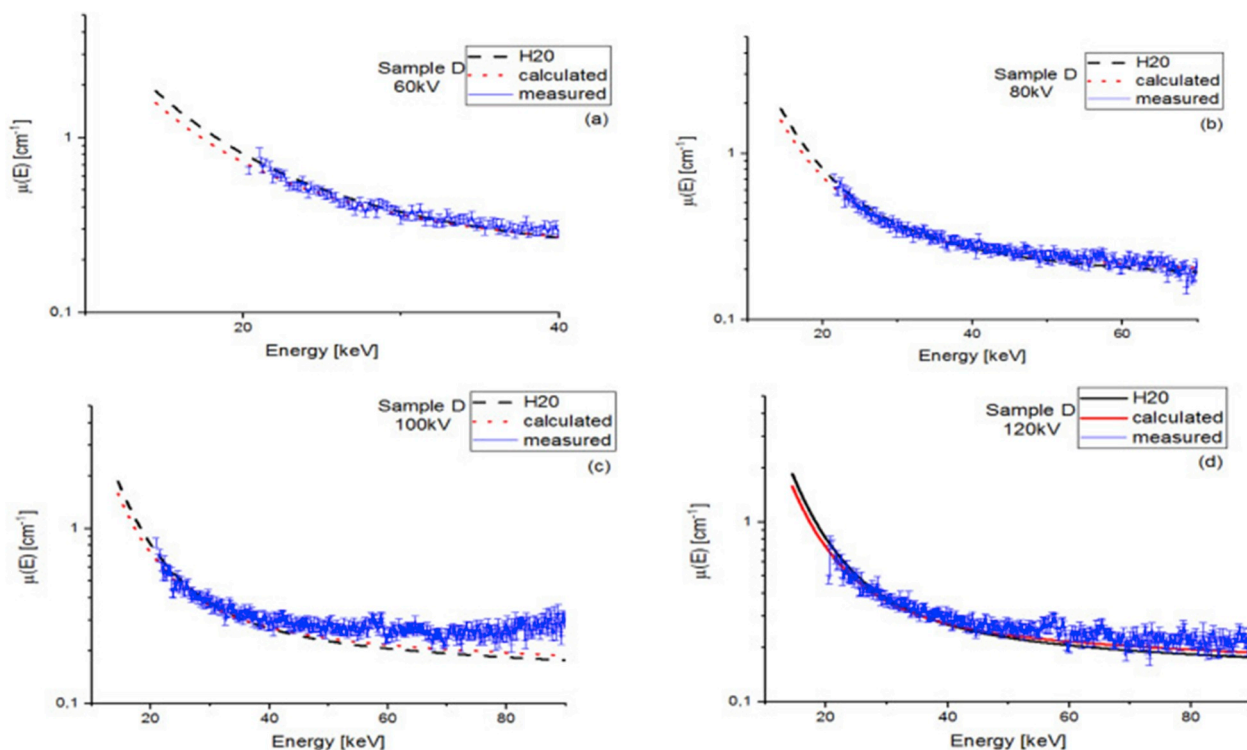 Sample D
60kV
H20
calculated
measured
(a)
μ(E) [cm⁻¹]
1
0.1
20
40
Energy [keV]
Sample D
80kV
H20
calculated
measured
(b)
μ(E) [cm⁻¹]
1
0,1
20
40
60
Energy [keV]
Sample D
100kV
H20
calculated
measured
(c)
μ(E) [cm⁻¹]
1
0,1
20
40
60
80
Energy [keV]
Sample D
120kV
H20
calculated
measured
(d)
μ(E) [cm⁻¹]
1
0,1
20
40
60
80
Energy [keV]